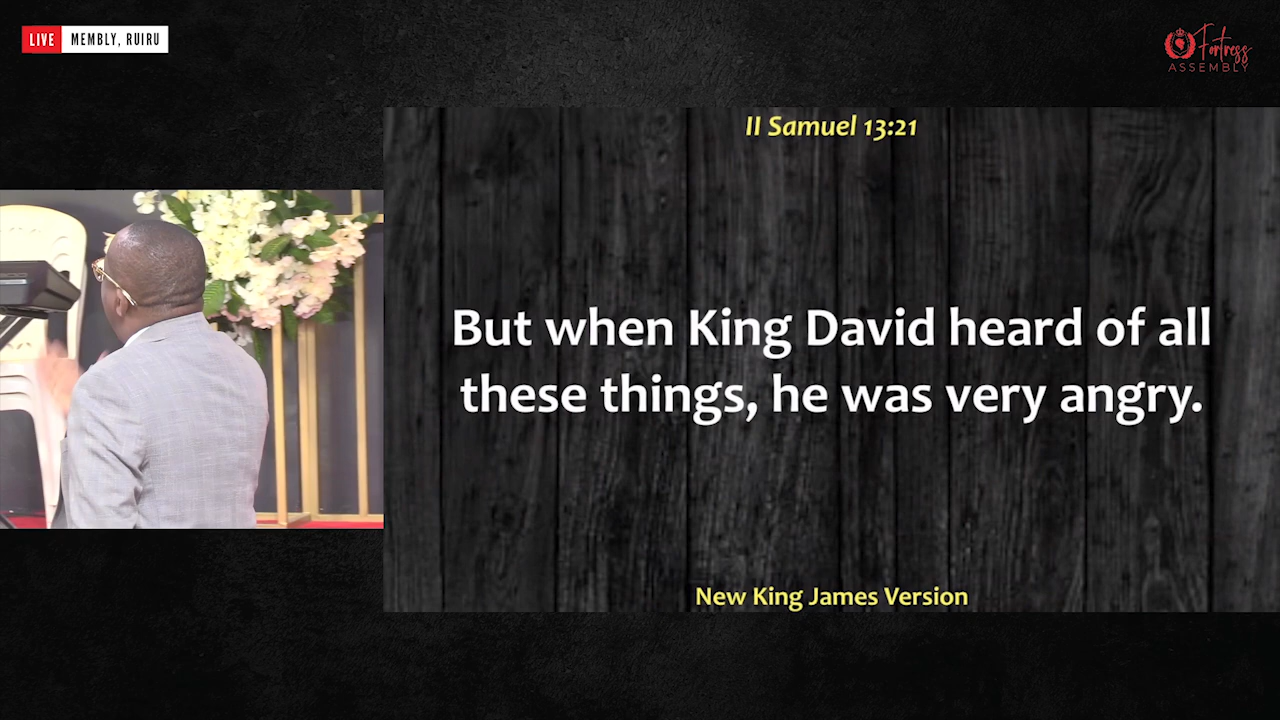 LIVE MEMBLY, RUIRU
Fortress
ASSEMBLY
II Samuel 13:21
But when King David heard of all
these things, he was very angry.
New King James Version